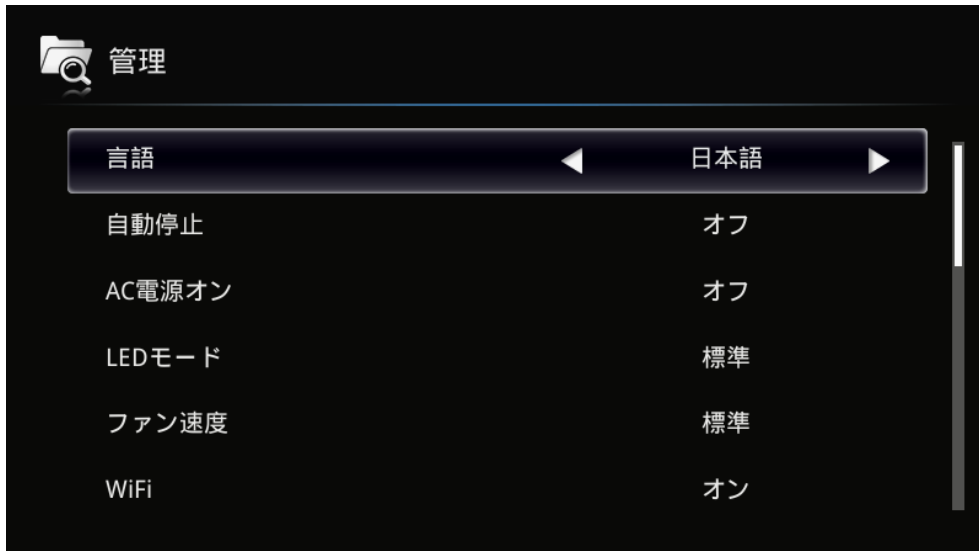 管理
言語 日本語
自動停止 オフ
AC電源オン オフ
LEDモード 標準
ファン速度 標準
WiFi オン